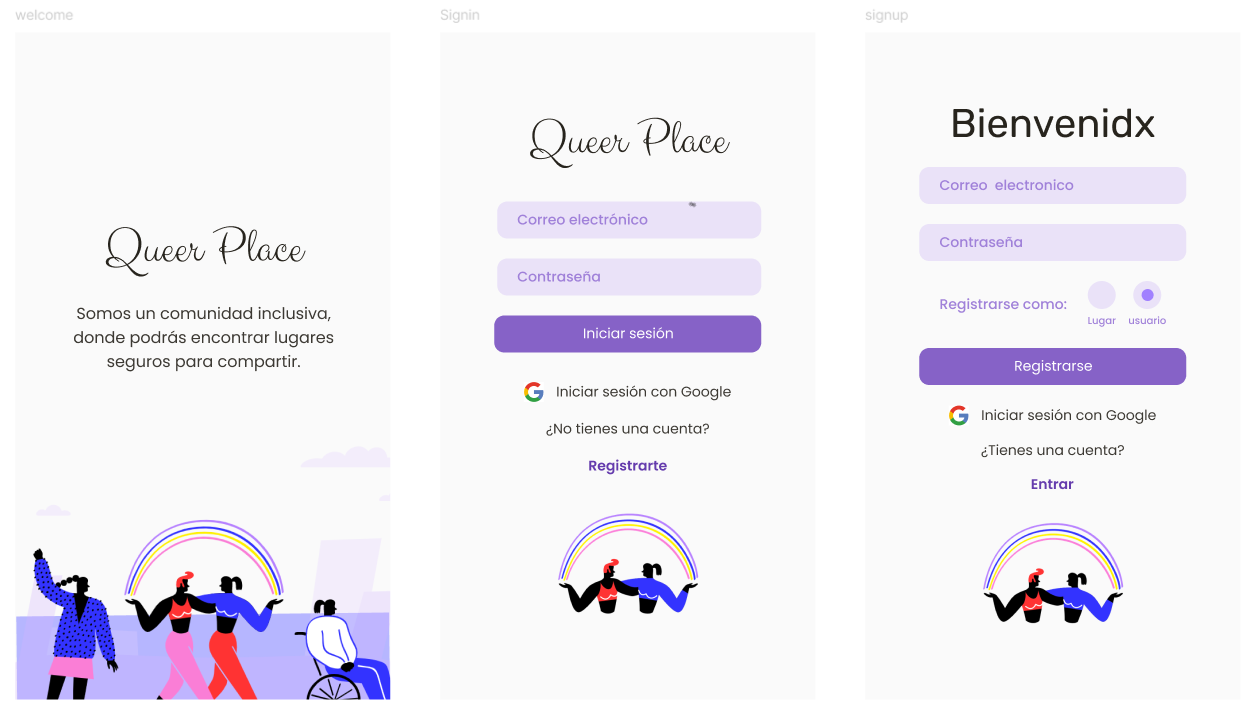 welcome
Queer Place
Somos un comunidad inclusiva,
donde podrás encontrar lugares
seguros para compartir.
Signin
Queer Place
Correo electrónico
Contraseña
Iniciar sesión
Iniciar sesión con Google
¿No tienes una cuenta?
Registrarte
signup
Bienvenidx
Correo  electronico
Contraseña
Registrarse como:
Lugar usuario
Registrarse
Iniciar sesión con Google
¿Tienes una cuenta?
Entrar